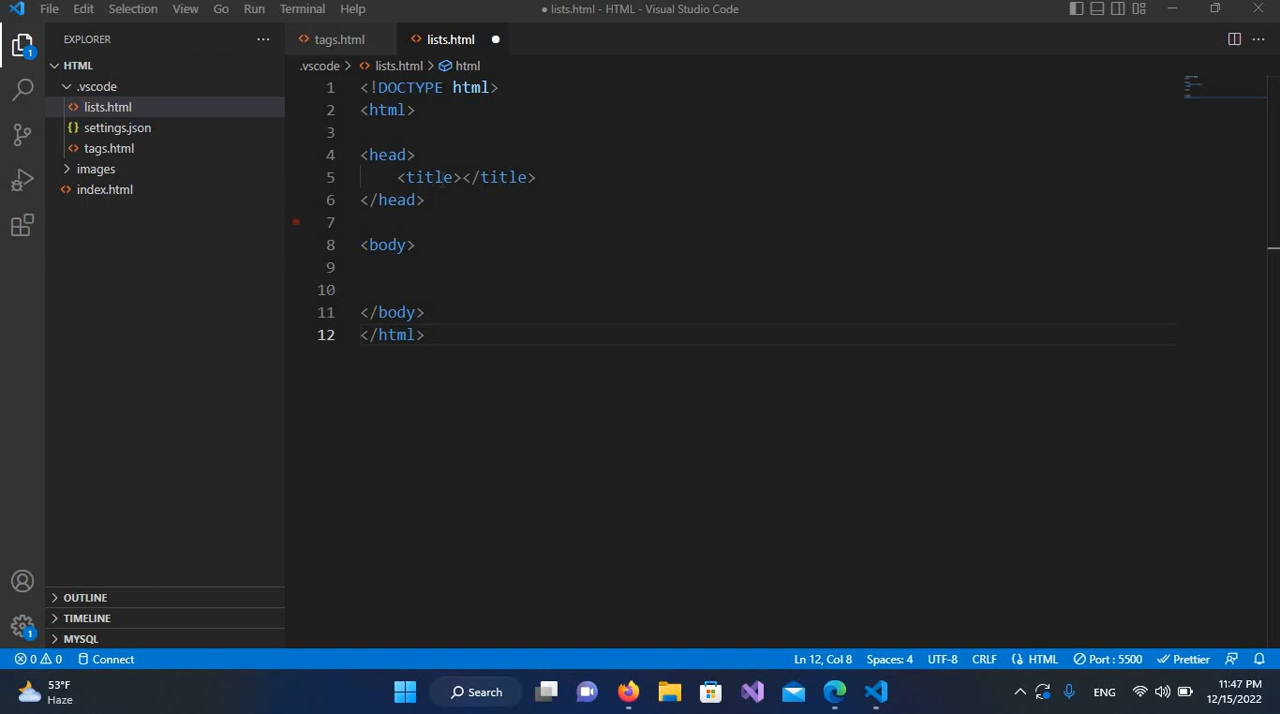 File Edit Selection View Go Run Terminal Help
● lists.html - HTML - Visual Studio Code
EXPLORER
tags.html
lists.html
HTML
.vscode > lists.html > html
.vscode
lists.html
settings.json
tags.html
images
index.html
1 <!DOCTYPE html>
2 <html>
3
4 <head>
5 <title></title>
6 </head>
7
8 <body>
9
10
11 </body>
12 </html>
1
OUTLINE
TIMELINE
MYSQL
1
0 0 Connect
Ln 12, Col 8 Spaces: 4 UTF-8 CRLF HTML Port : 5500 Prettier
53°F
Haze
Search
ENG
11:47 PM
12/15/2022